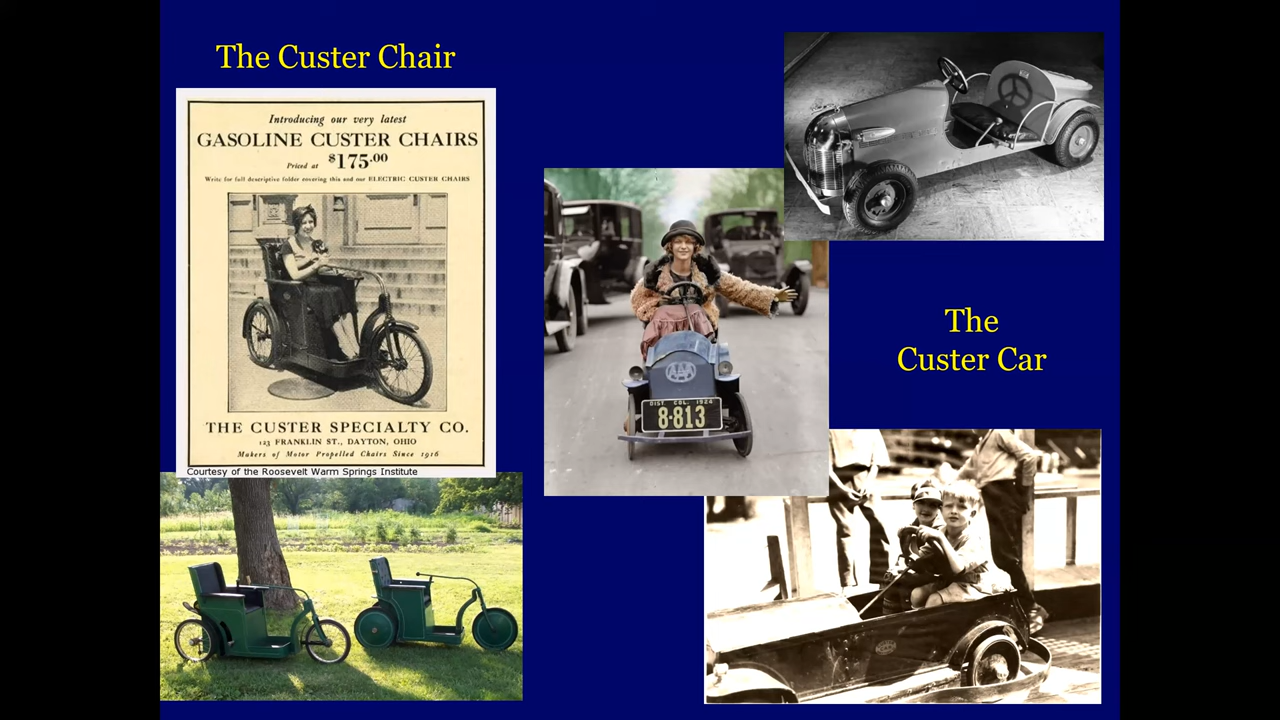 The Custer Chair
Introducing our very latest
GASOLINE CUSTER CHAIRS
Priced at $175.00
Write for full descriptive folder covering this and our ELECTRIC CUSTER CHAIRS
THE CUSTER SPECIALTY CO.
123 FRANKLIN ST., DAYTON, OHIO
Makers of Motor Propelled Chairs Since 1916
Courtesy of the Roosevelt Warm Springs Institute
AAA
DIST. COL. 1924
8-813
The
Custer Car